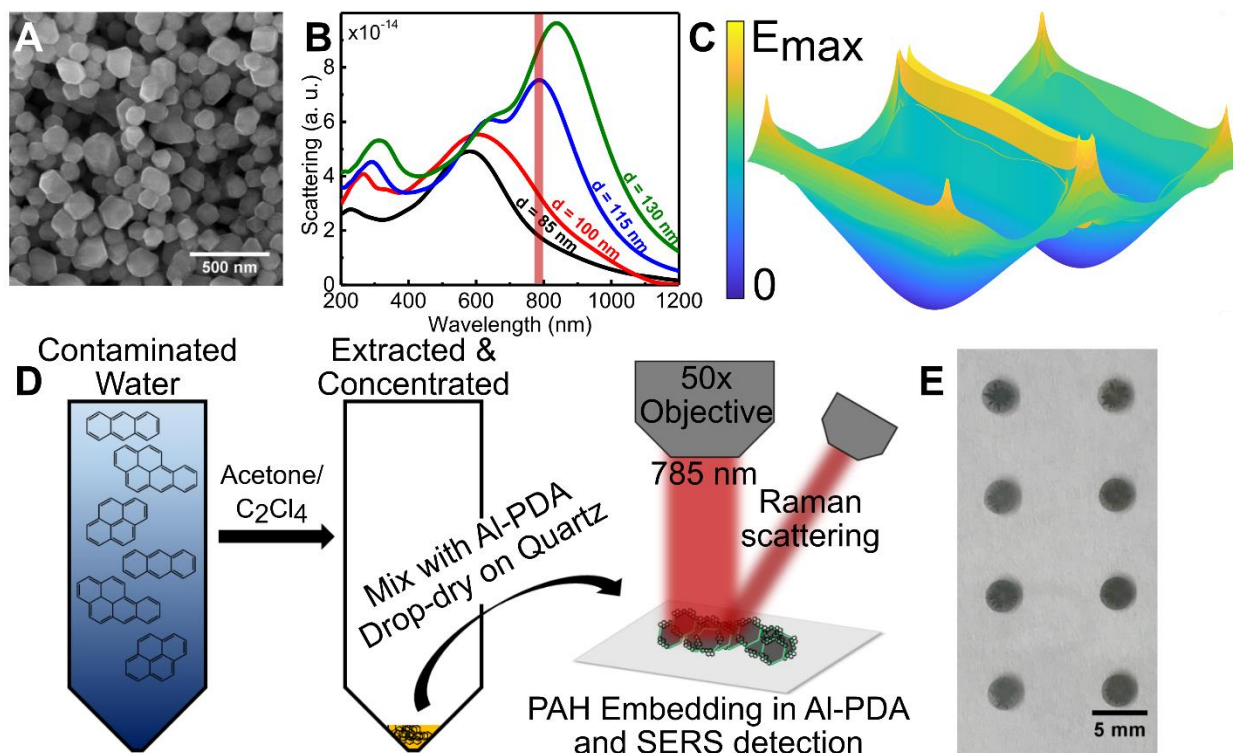 A
500 nm
B
x10⁻¹⁴
Scattering (a. u.)
8
6
4
2
0
200 400 600 800 1000 1200
Wavelength (nm)
d = 85 nm
d = 100 nm
d = 115 nm
d = 130 nm
C
Emax
0
D
Contaminated
Water
Acetone/
C2Cl4
Extracted &
Concentrated
Mix with Al-PDA
Drop-dry on Quartz
50x
Objective
785 nm
Raman
scattering
PAH Embedding in Al-PDA
and SERS detection
E
5 mm